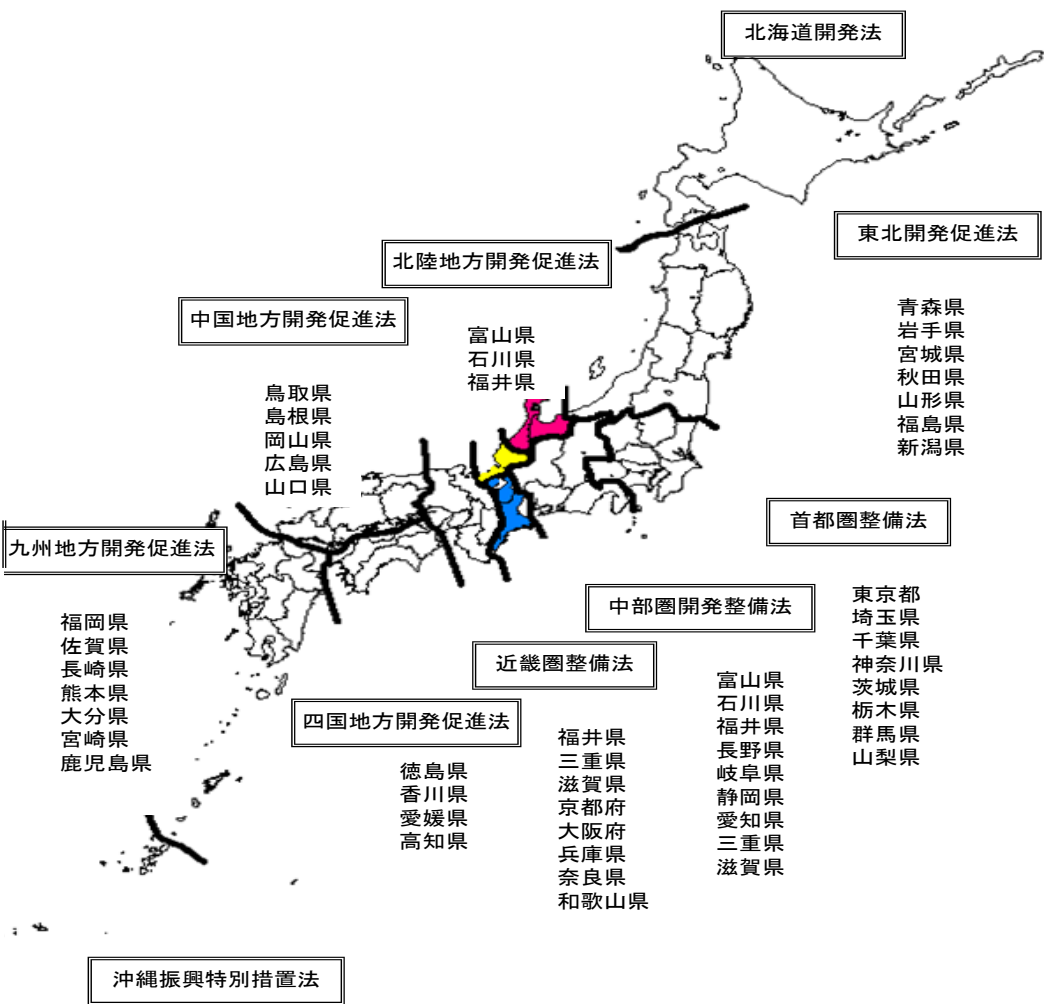 北海道開発法
東北開発促進法
青森県
岩手県
宮城県
秋田県
山形県
福島県
新潟県
北陸地方開発促進法
富山県
石川県
福井県
中国地方開発促進法
鳥取県
島根県
岡山県
広島県
山口県
九州地方開発促進法
福岡県
佐賀県
長崎県
熊本県
大分県
宮崎県
鹿児島県
首都圏整備法
東京都
埼玉県
千葉県
神奈川県
茨城県
栃木県
群馬県
山梨県
中部圏開発整備法
富山県
石川県
福井県
長野県
岐阜県
静岡県
愛知県
三重県
滋賀県
近畿圏整備法
福井県
三重県
滋賀県
京都府
大阪府
兵庫県
奈良県
和歌山県
四国地方開発促進法
徳島県
香川県
愛媛県
高知県
沖縄振興特別措置法